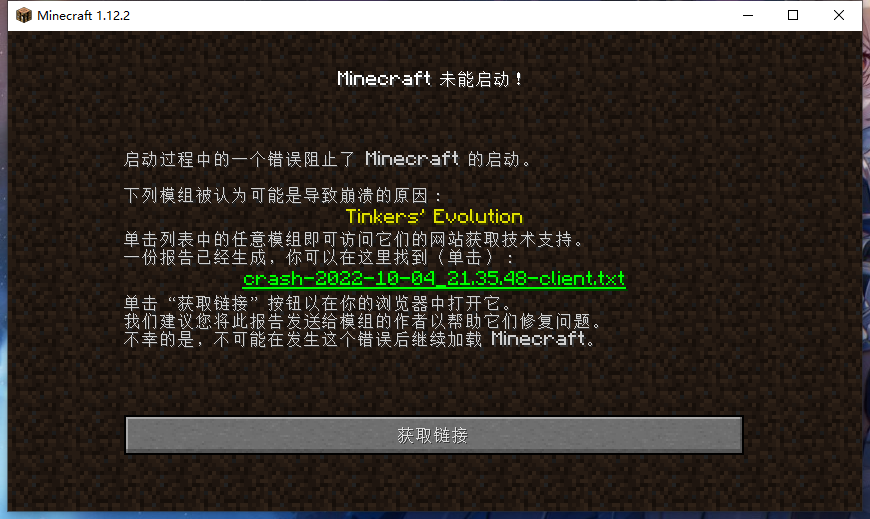 Minecraft 1.12.2
Minecraft 未能启动！
启动过程中的一个错误阻止了 Minecraft 的启动。
下列模组被认为可能是导致崩溃的原因：
Tinkers' Evolution
单击列表中的任意模组即可访问它们的网站获取技术支持。
一份报告已经生成，你可以在这里找到（单击）：
crash-2022-10-04_21.35.48-client.txt
单击“获取链接”按钮以在你的浏览器中打开它。
我们建议您将此报告发送给模组的作者以帮助它们修复问题。
不幸的是，不可能在发生这个错误后继续加载 Minecraft。
获取链接